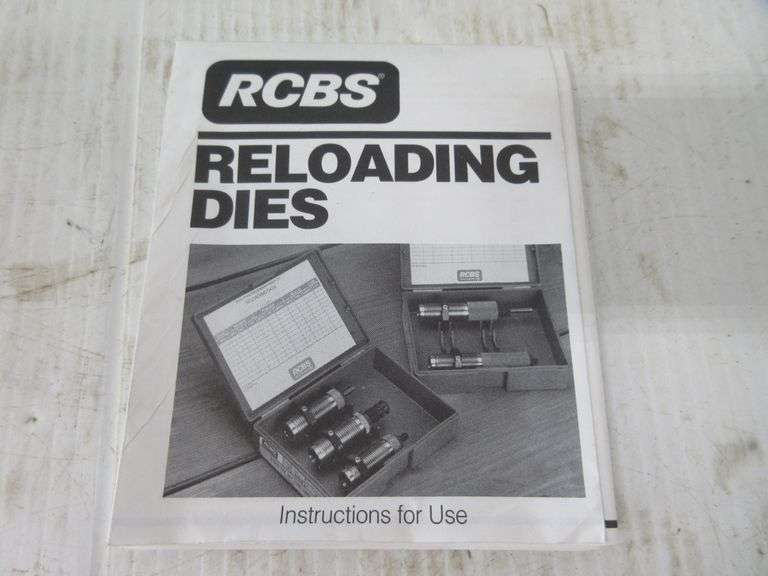 RCBS®
RELOADING
DIES
RCBS
RCBS
Instructions for Use